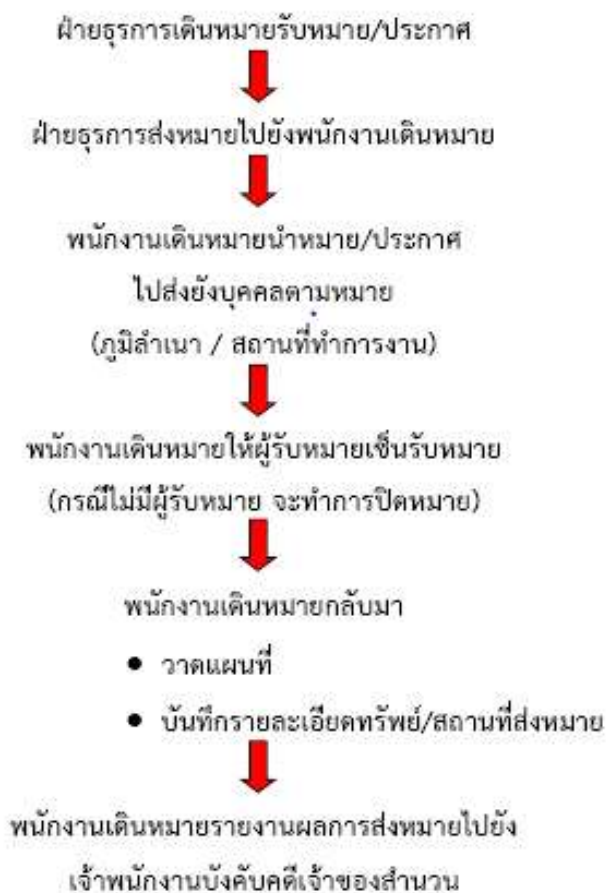 ฝ่ายธุรการเดินหมายรับหมาย/ประกาศ
ฝ่ายธุรการส่งหมายไปยังพนักงานเดินหมาย
พนักงานเดินหมายนำหมาย/ประกาศ
ไปส่งยังบุคคลตามหมาย
(ภูมิลำเนา / สถานที่ทำการงาน)
พนักงานเดินหมายให้ผู้รับหมายเซ็นรับหมาย
(กรณีไม่มีผู้รับหมาย จะทำการปิดหมาย)
พนักงานเดินหมายกลับมา
• วาดแผนที่
• บันทึกรายละเอียดทรัพย์/สถานที่ส่งหมาย
พนักงานเดินหมายรายงานผลการส่งหมายไปยัง
เจ้าพนักงานบังคับคดีเจ้าของสำนวน